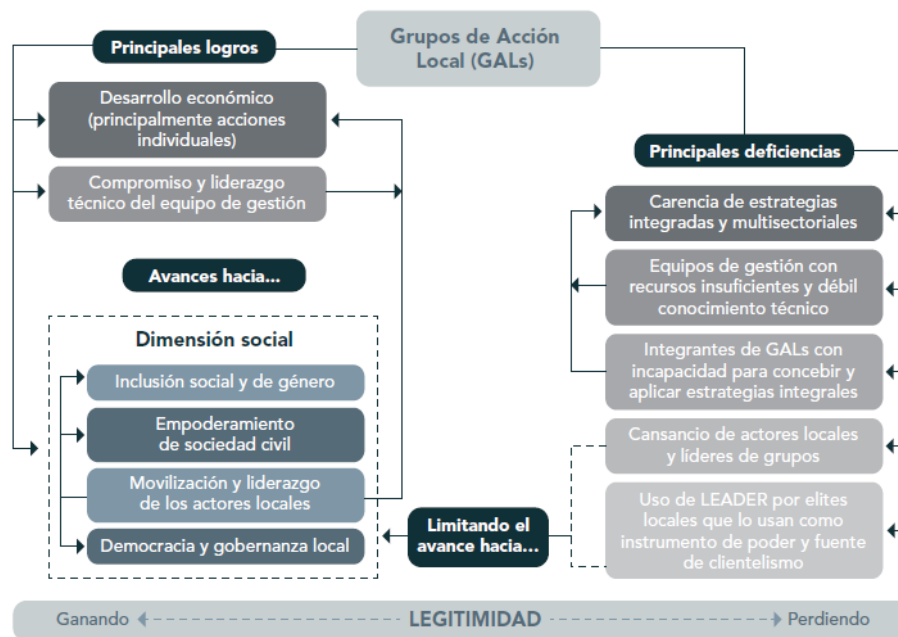 Grupos de Acción
Local (GALs)
Principales logros
Desarrollo económico
(principalmente acciones
individuales)
Compromiso y liderazgo
técnico del equipo de gestión
Avances hacia...
Dimensión social
Inclusión social y de género
Empoderamiento
de sociedad civil
Movilización y liderazgo
de los actores locales
Democracia y gobernanza local
Principales deficiencias
Carencia de estrategias
integradas y multisectoriales
Equipos de gestión con
recursos insuficientes y débil
conocimiento técnico
Integrantes de GALs con
incapacidad para concebir y
aplicar estrategias integrales
Cansancio de actores locales
y líderes de grupos
Uso de LEADER por elites
locales que lo usan como
instrumento de poder y fuente
de clientelismo
Limitando el
avance hacia...
Ganando LEGITIMIDAD Perdiendo